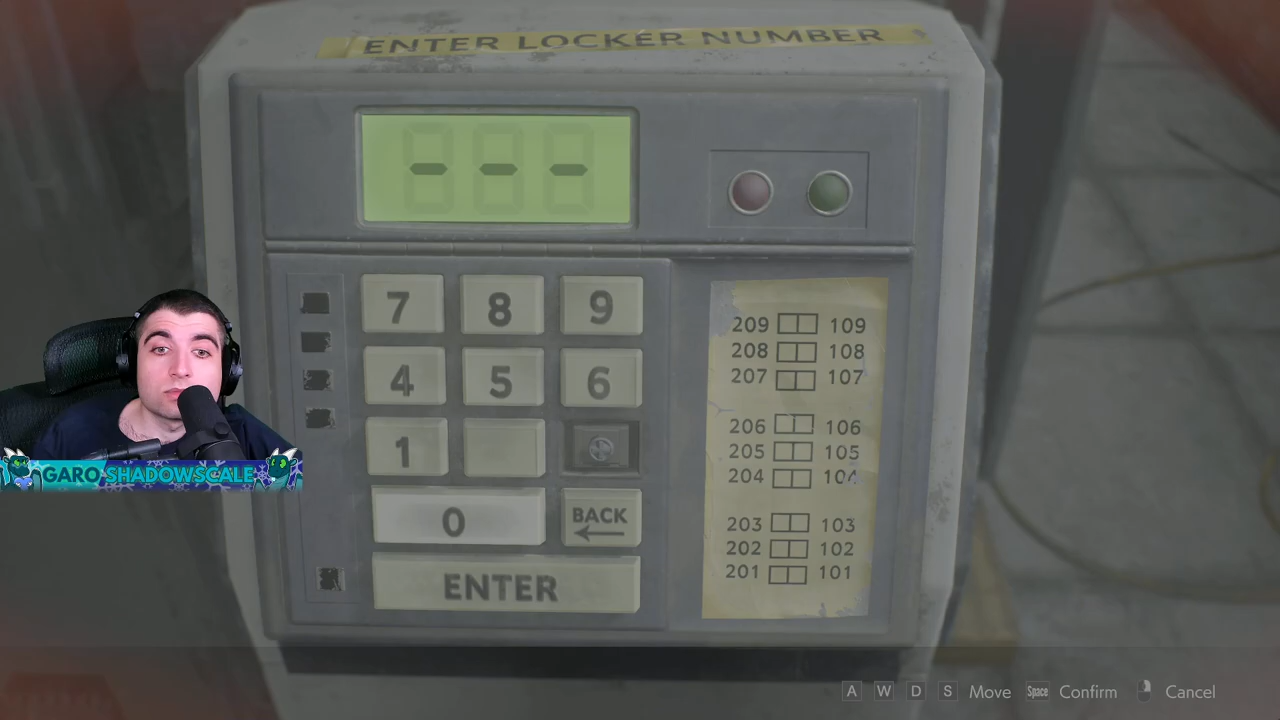 ENTER LOCKER NUMBER
- - -
7 8 9
4 5 6
1
0 BACK
ENTER
209 109
208 108
207 107
206 106
205 105
204 104
203 103
202 102
201 101
GARO SHADOWSCALE
A W D S Move Space Confirm Cancel